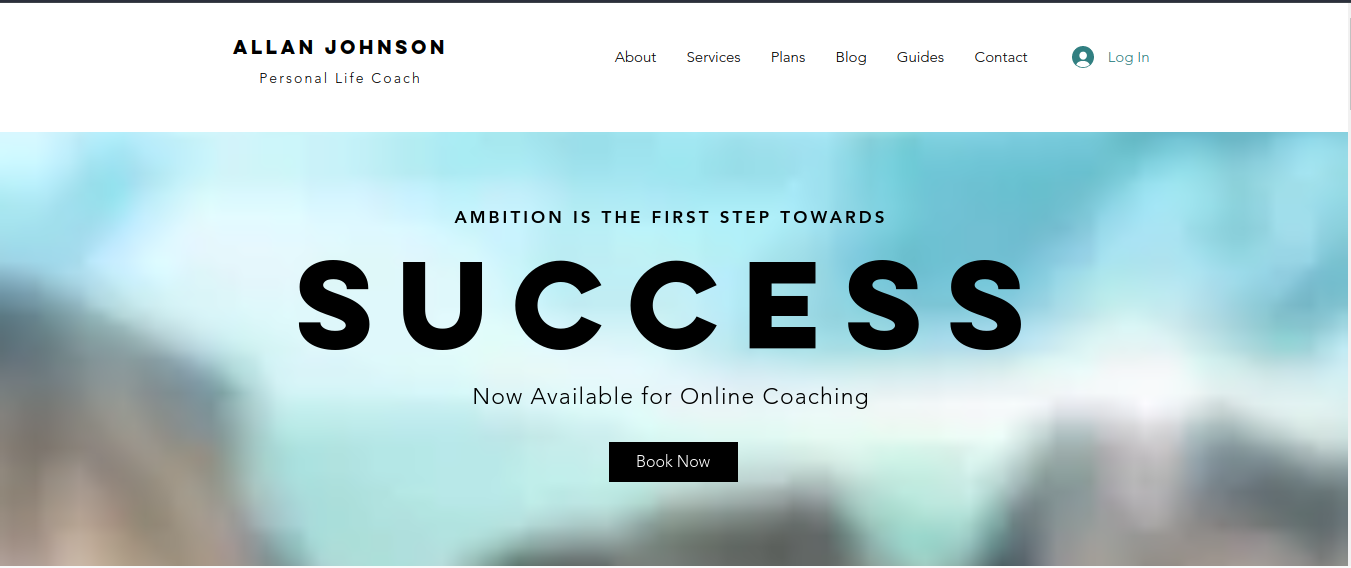 ALLAN JOHNSON
Personal Life Coach
About Services Plans Blog Guides Contact Log In
AMBITION IS THE FIRST STEP TOWARDS
SUCCESS
Now Available for Online Coaching
Book Now